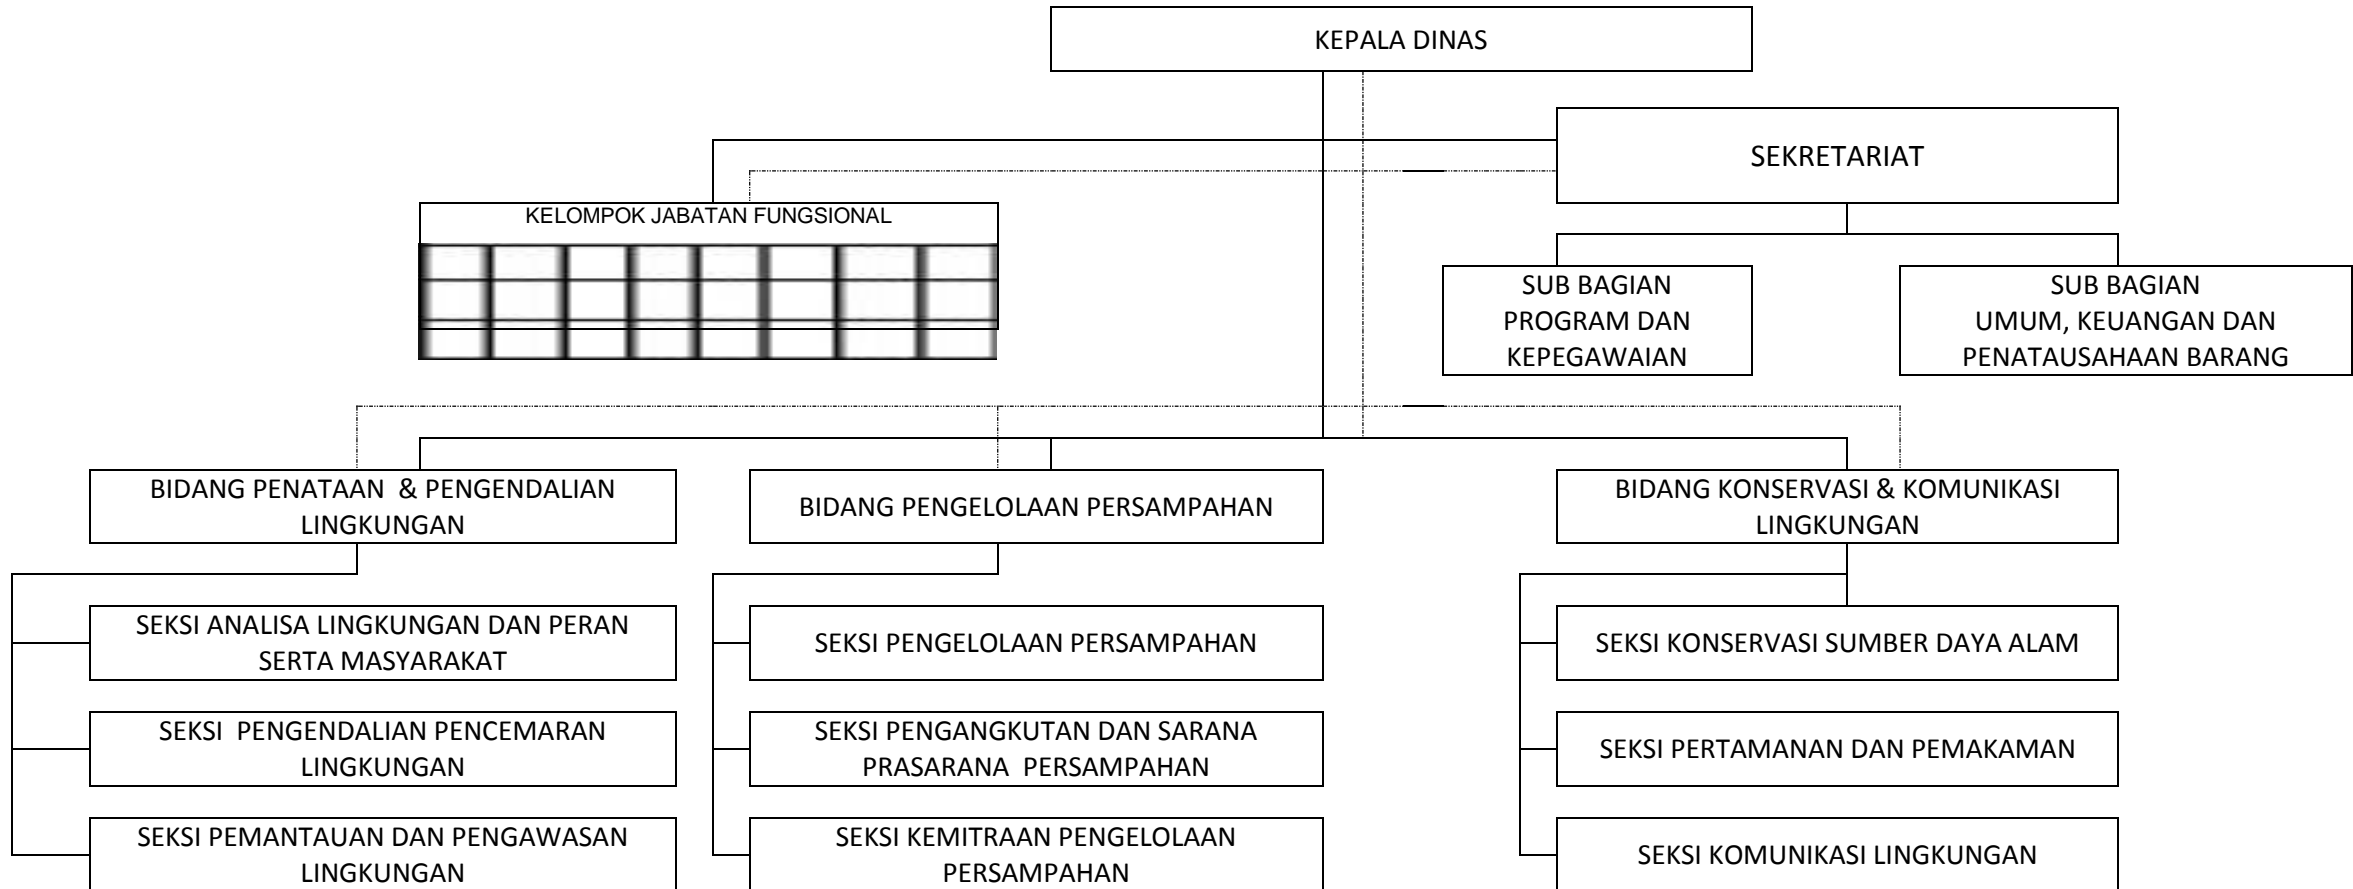 KEPALA DINAS
SEKRETARIAT
KELOMPOK JABATAN FUNGSIONAL
SUB BAGIAN
PROGRAM DAN
KEPEGAWAIAN
SUB BAGIAN
UMUM, KEUANGAN DAN
PENATAUSAHAAN BARANG
BIDANG PENATAAN & PENGENDALIAN
LINGKUNGAN
BIDANG PENGELOLAAN PERSAMPAHAN
BIDANG KONSERVASI & KOMUNIKASI
LINGKUNGAN
SEKSI ANALISA LINGKUNGAN DAN PERAN
SERTA MASYARAKAT
SEKSI PENGELOLAAN PERSAMPAHAN
SEKSI KONSERVASI SUMBER DAYA ALAM
SEKSI PENGENDALIAN PENCEMARAN
LINGKUNGAN
SEKSI PENGANGKUTAN DAN SARANA
PRASARANA PERSAMPAHAN
SEKSI PERTAMANAN DAN PEMAKAMAN
SEKSI PEMANTAUAN DAN PENGAWASAN
LINGKUNGAN
SEKSI KEMITRAAN PENGELOLAAN
PERSAMPAHAN
SEKSI KOMUNIKASI LINGKUNGAN